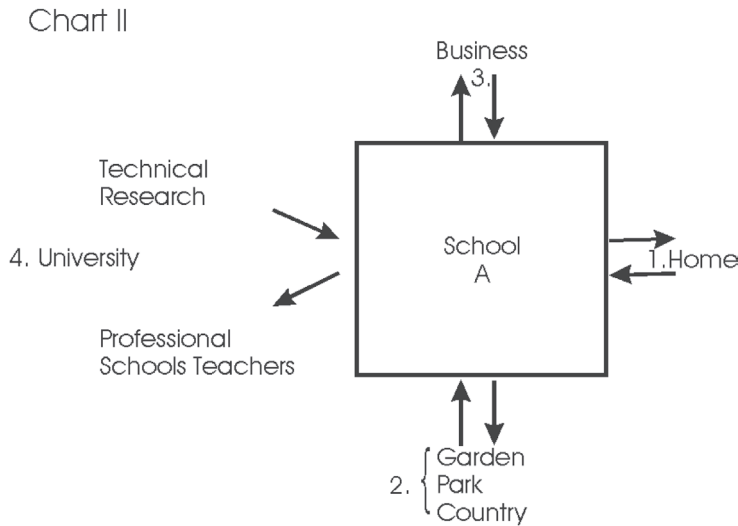 Chart II
Business
3.
Technical
Research
4. University
Professional
Schools Teachers
School
A
1.Home
2.
Garden
Park
Country